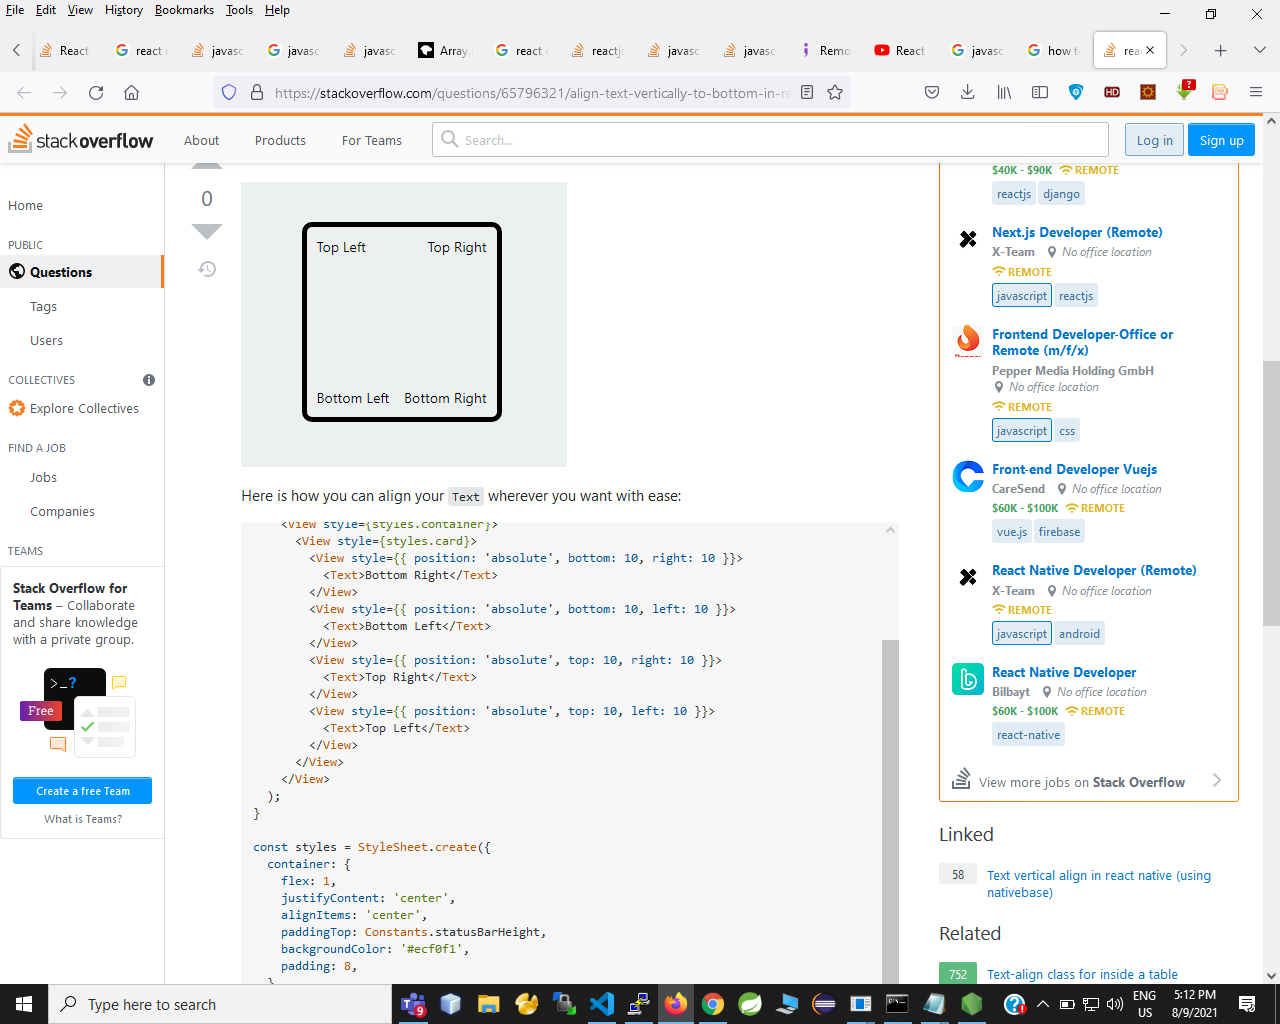 File Edit View History Bookmarks Tools Help
React
react
javasc
javasc
javasc
Array.
react
reactjs
javasc
javasc
Remo
React
javasc
how t
rea
https://stackoverflow.com/questions/65796321/align-text-vertically-to-bottom-in-re
HD
?
stackoverflow
About
Products
For Teams
Search...
Log in
Sign up
Home
PUBLIC
Questions
Tags
Users
COLLECTIVES
Explore Collectives
FIND A JOB
Jobs
Companies
TEAMS
Stack Overflow for
Teams – Collaborate
and share knowledge
with a private group.
>_?
Free
Create a free Team
What is Teams?
0
Top Left Top Right
Bottom Left Bottom Right
Here is how you can align your Text wherever you want with ease:
<View style={styles.container}>
<View style={styles.card}>
<View style={{ position: 'absolute', bottom: 10, right: 10 }}>
<Text>Bottom Right</Text>
</View>
<View style={{ position: 'absolute', bottom: 10, left: 10 }}>
<Text>Bottom Left</Text>
</View>
<View style={{ position: 'absolute', top: 10, right: 10 }}>
<Text>Top Right</Text>
</View>
<View style={{ position: 'absolute', top: 10, left: 10 }}>
<Text>Top Left</Text>
</View>
</View>
</View>
);
}
const styles = StyleSheet.create({
container: {
flex: 1,
justifyContent: 'center',
alignItems: 'center',
paddingTop: Constants.statusBarHeight,
backgroundColor: '#ecf0f1',
padding: 8,
}
$40K - $90K REMOTE
reactjs django
Next.js Developer (Remote)
X-Team No office location
REMOTE
javascript reactjs
Frontend Developer-Office or
Remote (m/f/x)
Pepper Media Holding GmbH
No office location
REMOTE
javascript css
Front-end Developer Vuejs
CareSend No office location
$60K - $100K REMOTE
vue.js firebase
React Native Developer (Remote)
X-Team No office location
REMOTE
javascript android
React Native Developer
Bilbayt No office location
$60K - $100K REMOTE
react-native
View more jobs on Stack Overflow
Linked
58 Text vertical align in react native (using
nativebase)
Related
752 Text-align class for inside a table
Type here to search
9
ENG
US
5:12 PM
8/9/2021